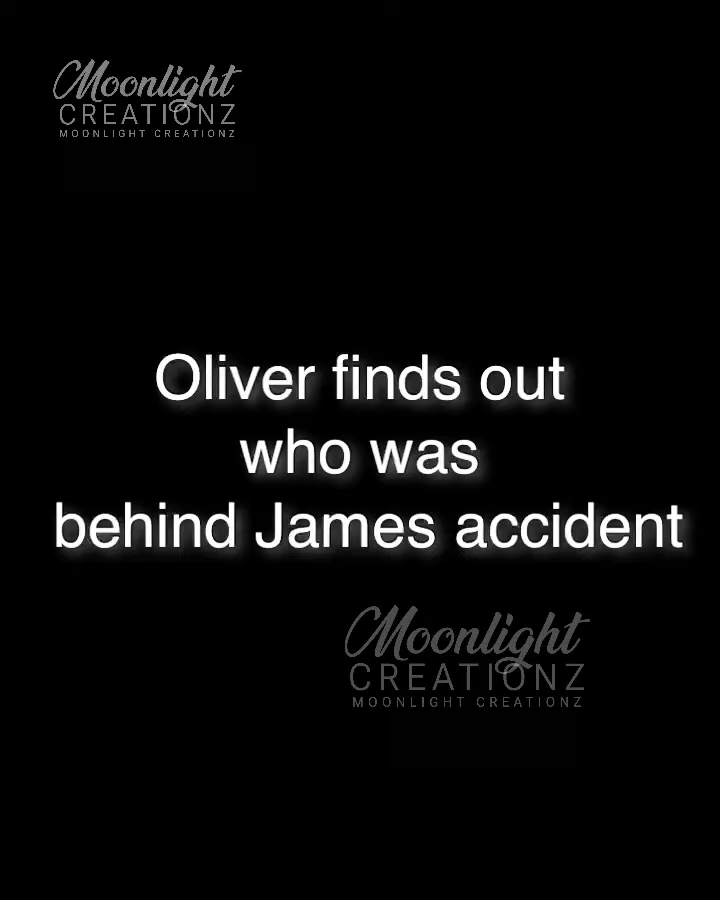 Moonlight
CREATIONZ
MOONLIGHT CREATIONZ
Oliver finds out
who was
behind James accident
Moonlight
CREATIONZ
MOONLIGHT CREATIONZ